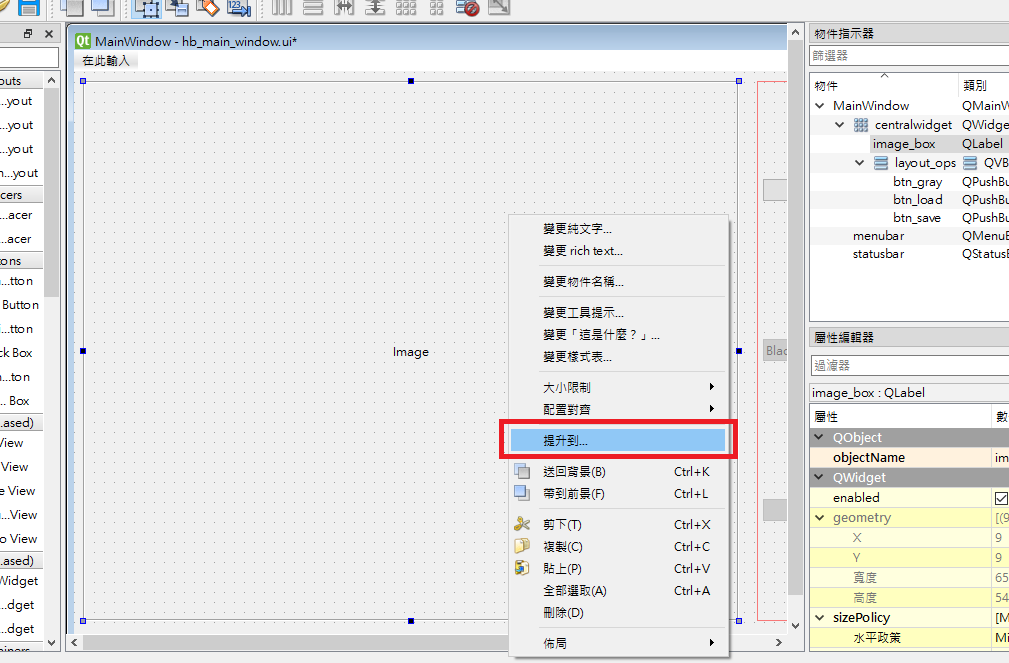 MainWindow - hb_main_window.ui*
在此輸入
outs
...yout
...yout
...yout
n...yout
cers
...acer
...acer
ons
...tton
Button
...tton
ck Box
...ton
... Box
.ased)
View
View
e View
...View
o View
.ased)
Widget
...dget
...dget
Image
Blac
變更純文字...
變更 rich text...
變更物件名稱...
變更工具提示...
變更「這是什麼？」...
變更樣式表...
大小限制
配置對齊
提升到...
送回背景(B) Ctrl+K
帶到前景(F) Ctrl+L
剪下(T) Ctrl+X
複製(C) Ctrl+C
貼上(P) Ctrl+V
全部選取(A) Ctrl+A
刪除(D)
佈局
物件指示器
篩選器
物件 類別
MainWindow QMainW
centralwidget QWidge
image_box QLabel
layout_ops QVB
btn_gray QPushBu
btn_load QPushBu
btn_save QPushBu
menubar QMenuB
statusbar QStatusB
屬性編輯器
過濾器
image_box : QLabel
屬性 數
QObject
objectName im
QWidget
enabled
geometry [(9
X 9
Y 9
寬度 65
高度 54
sizePolicy [M
水平政策 Mi